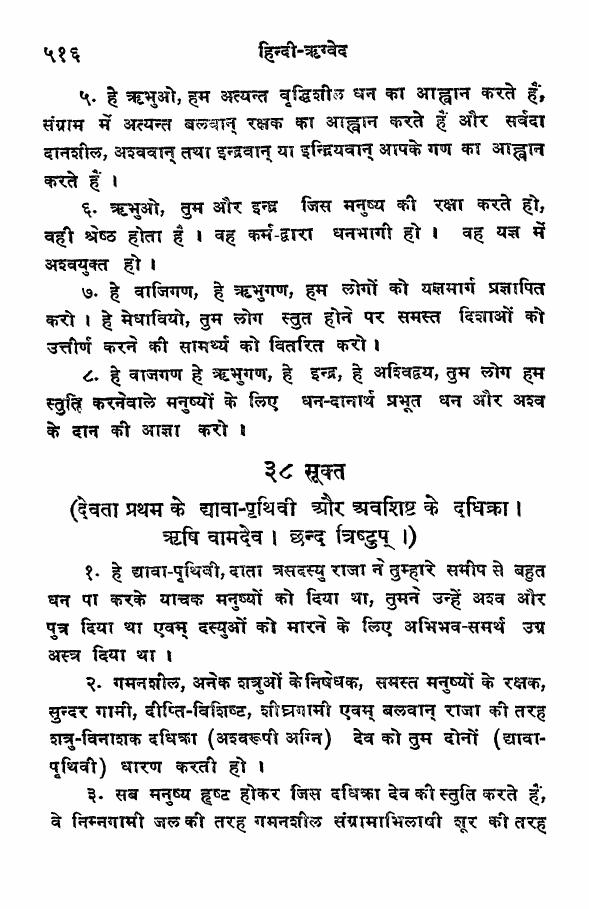 ५१६
हिन्दी-ऋग्वेद
५. हे ऋभुओ, हम अत्यन्त वृद्धिशील धन का आह्वान करते हैं,
संग्राम में अत्यन्त बलवान् रक्षक का आह्वान करते हैं और सर्वदा
दानशील, अश्ववान् तथा इन्द्रवान् या इन्द्रियवान् आपके गण का आह्वान
करते हैं ।
६. ऋभुओ, तुम और इन्द्र जिस मनुष्य की रक्षा करते हो,
वही श्रेष्ठ होता है । वह कर्म-द्वारा धनभागी हो । वह यज्ञ में
अश्वयुक्त हो ।
७. हे वाजिगण, हे ऋभुगण, हम लोगों को यज्ञमार्ग प्रज्ञापित
करो । हे मेधावियो, तुम लोग स्तुत होने पर समस्त दिशाओं को
उत्तीर्ण करने की सामर्थ्य को वितरित करो ।
८. हे वाजगण हे ऋभुगण, हे इन्द्र, हे अश्विद्वय, तुम लोग हम
स्तुति करनेवाले मनुष्यों के लिए धन-दानार्थ प्रभूत धन और अश्व
के दान की आज्ञा करो ।
३८ सूक्त
(देवता प्रथम के द्यावा-पृथिवी और अवशिष्ट के दधिक्रा ।
ऋषि वामदेव । छन्द त्रिष्टुप् ।)
१. हे द्यावा-पृथिवी, दाता त्रसदस्यु राजा ने तुम्हारे समीप से बहुत
धन पा करके याचक मनुष्यों को दिया था, तुमने उन्हें अश्व और
पुत्र दिया था एवम् दस्युओं को मारने के लिए अभिभव-समर्थ उग्र
अस्त्र दिया था ।
२. गमनशील, अनेक शत्रुओं के निषेधक, समस्त मनुष्यों के रक्षक,
सुन्दर गामी, दीप्ति-विशिष्ट, शीघ्रगामी एवम् बलवान् राजा की तरह
शत्रु-विनाशक दधिक्रा (अश्वरूपी अग्नि) देव को तुम दोनों (द्यावा-
पृथिवी) धारण करती हो ।
३. सब मनुष्य हृष्ट होकर जिस दधिक्रा देव की स्तुति करते हैं,
वे निम्नगामी जल की तरह गमनशील संग्रामाभिलाषी शूर की तरह